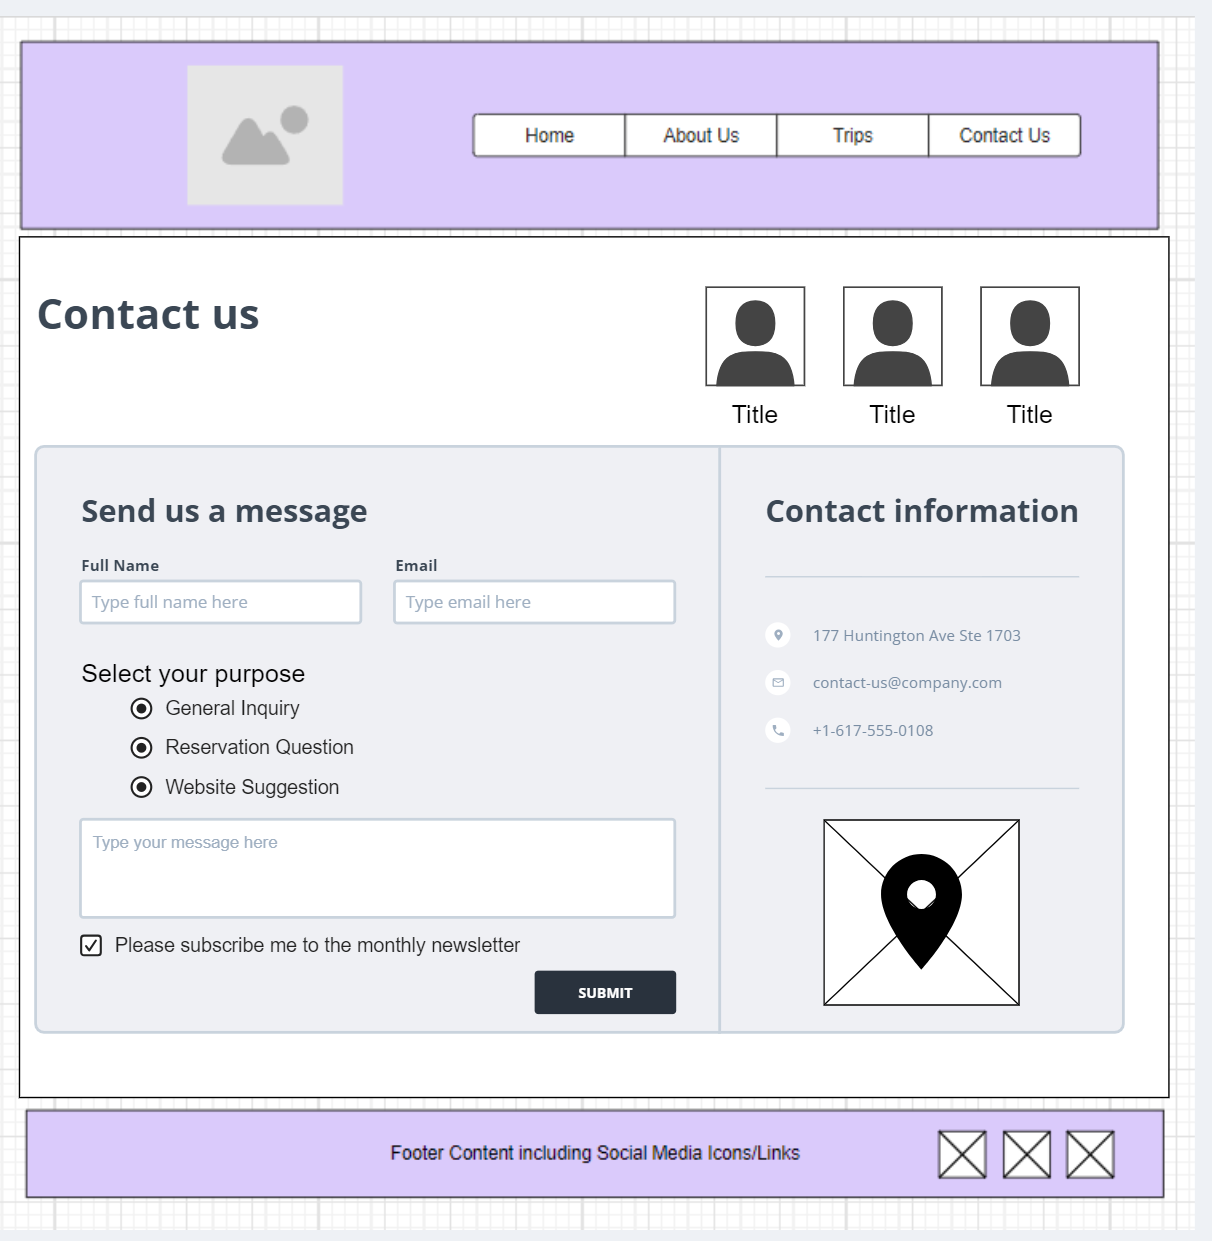 Home
About Us
Trips
Contact Us
Contact us
Title
Title
Title
Send us a message
Full Name
Email
Type full name here
Type email here
Select your purpose
General Inquiry
Reservation Question
Website Suggestion
Type your message here
Please subscribe me to the monthly newsletter
SUBMIT
Contact information
177 Huntington Ave Ste 1703
contact-us@company.com
+1-617-555-0108
Footer Content including Social Media Icons/Links